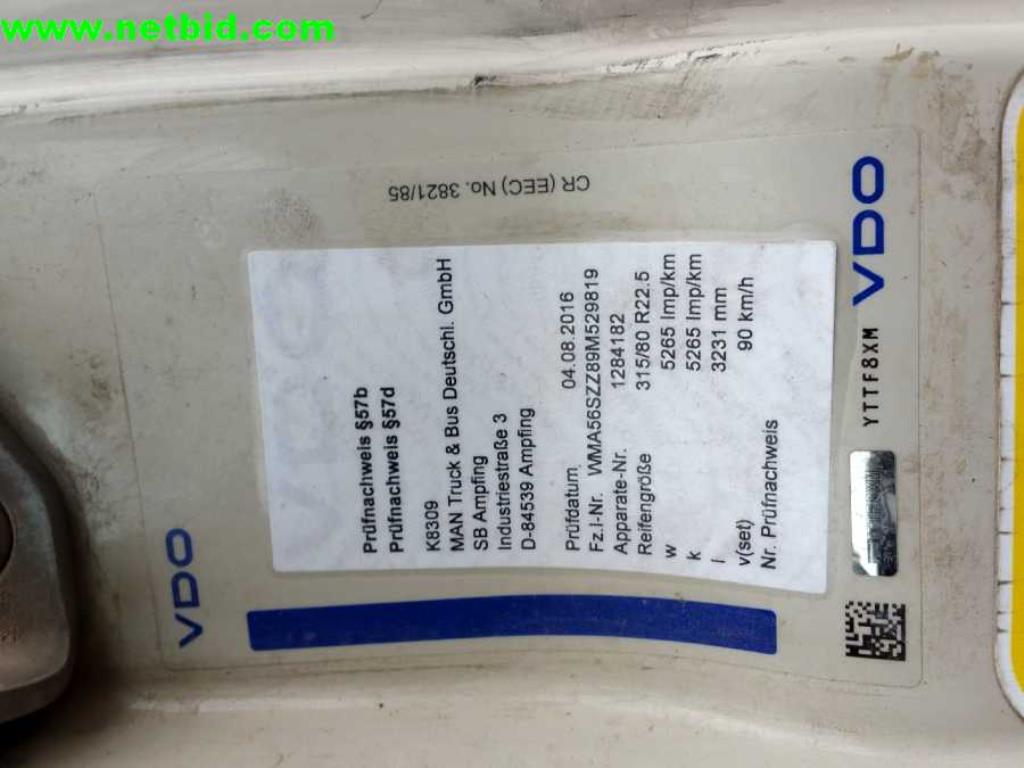 www.netbid.com
VDO
CR (EEC) No. 3821/85
Prüfnachweis §57b
Prüfnachweis §57d
K8309
MAN Truck & Bus Deutschl. GmbH
SB Ampfing
Industriestraße 3
D-84539 Ampfing
Prüfdatum 04.08.2016
Fz.I-Nr. WMA56SZZ89M529819
Apparate-Nr. 1284182
Reifengröße 315/80 R22.5
w 5265 Imp/km
k 5265 Imp/km
l 3231 mm
v(set) 90 km/h
Nr. Prüfnachweis
YTTF8XM VDO